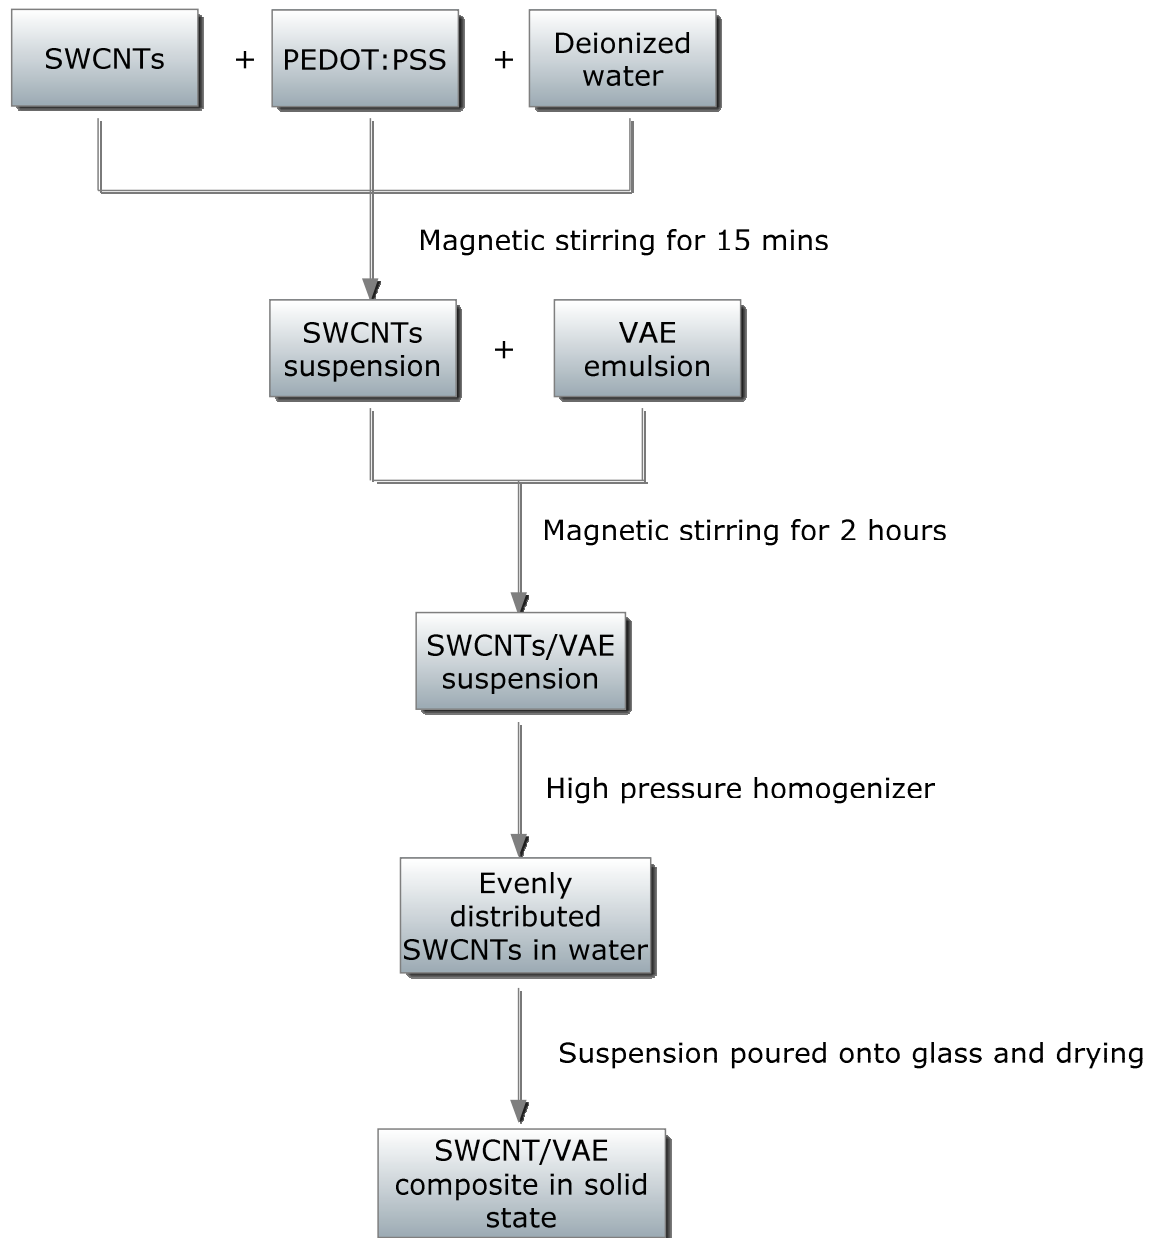 SWCNTs + PEDOT:PSS + Deionized
water
Magnetic stirring for 15 mins
SWCNTs
suspension
+
VAE
emulsion
Magnetic stirring for 2 hours
SWCNTs/VAE
suspension
High pressure homogenizer
Evenly
distributed
SWCNTs in water
Suspension poured onto glass and drying
SWCNT/VAE
composite in solid
state